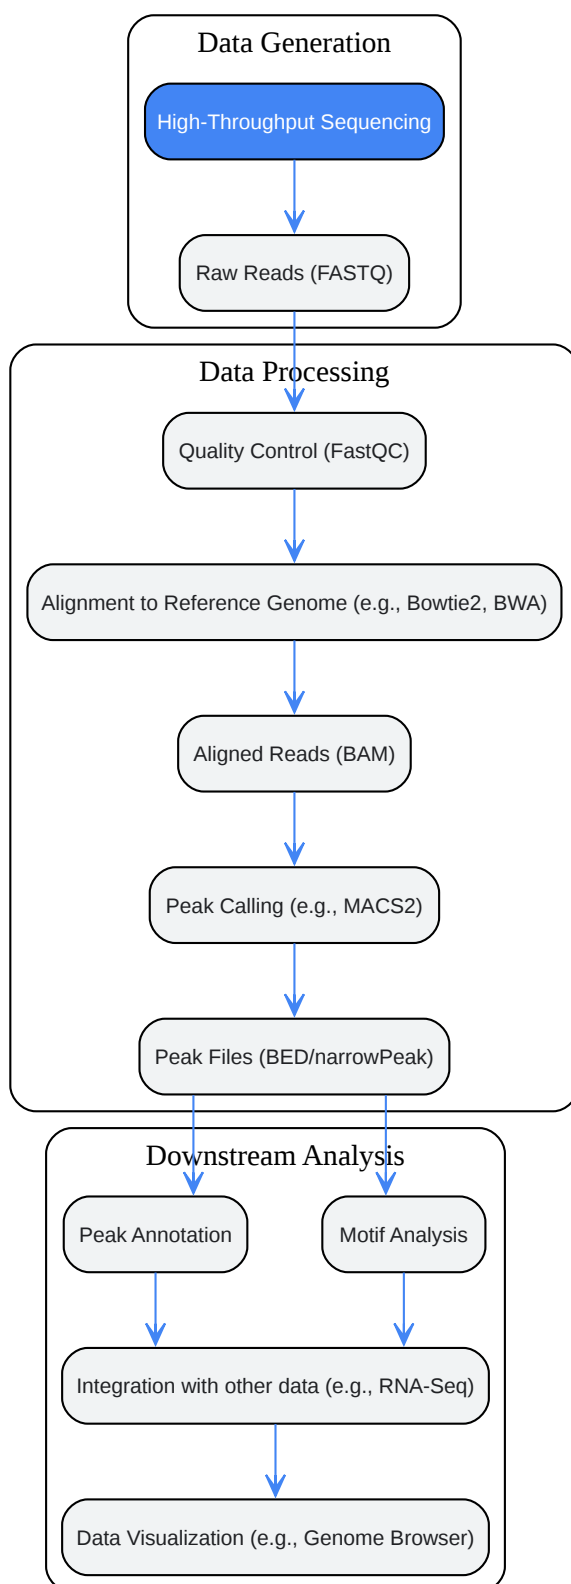 Data Generation
High-Throughput Sequencing
Raw Reads (FASTQ)
Data Processing
Quality Control (FastQC)
Alignment to Reference Genome (e.g., Bowtie2, BWA)
Aligned Reads (BAM)
Peak Calling (e.g., MACS2)
Peak Files (BED/narrowPeak)
Downstream Analysis
Peak Annotation
Motif Analysis
Integration with other data (e.g., RNA-Seq)
Data Visualization (e.g., Genome Browser)